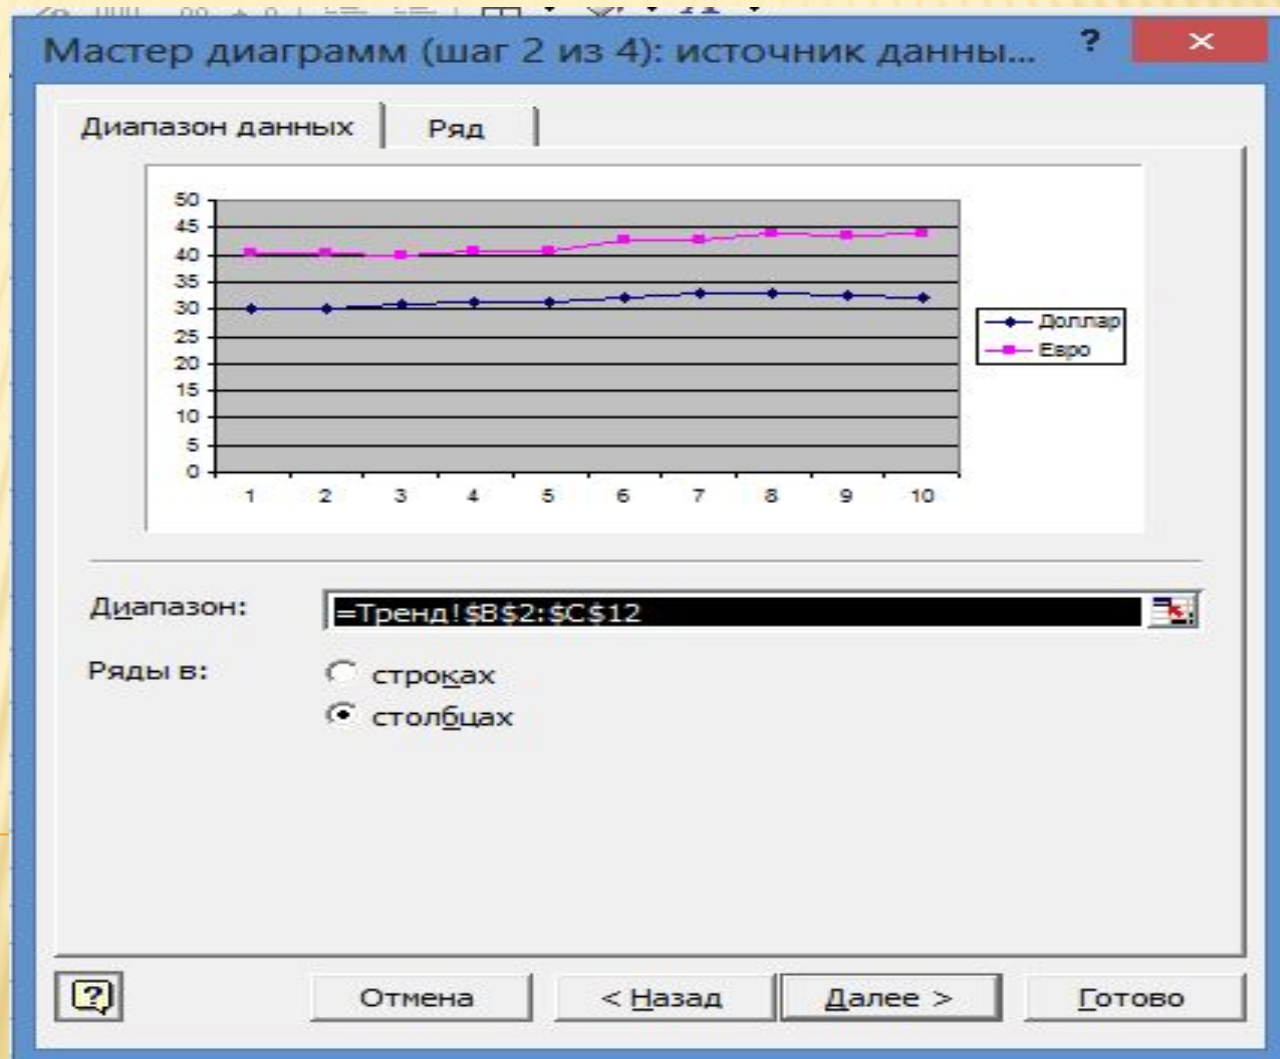 Мастер диаграмм (шаг 2 из 4): источник данны...
?
Диапазон данных
Ряд
50
45
40
35
30
25
20
15
10
5
0
1 2 3 4 5 6 7 8 9 10
Доллар
Евро
Диапазон:
=Тренд!$B$2:$C$12
Ряды в:
строках
столбцах
?
Отмена
< Назад
Далее >
Готово